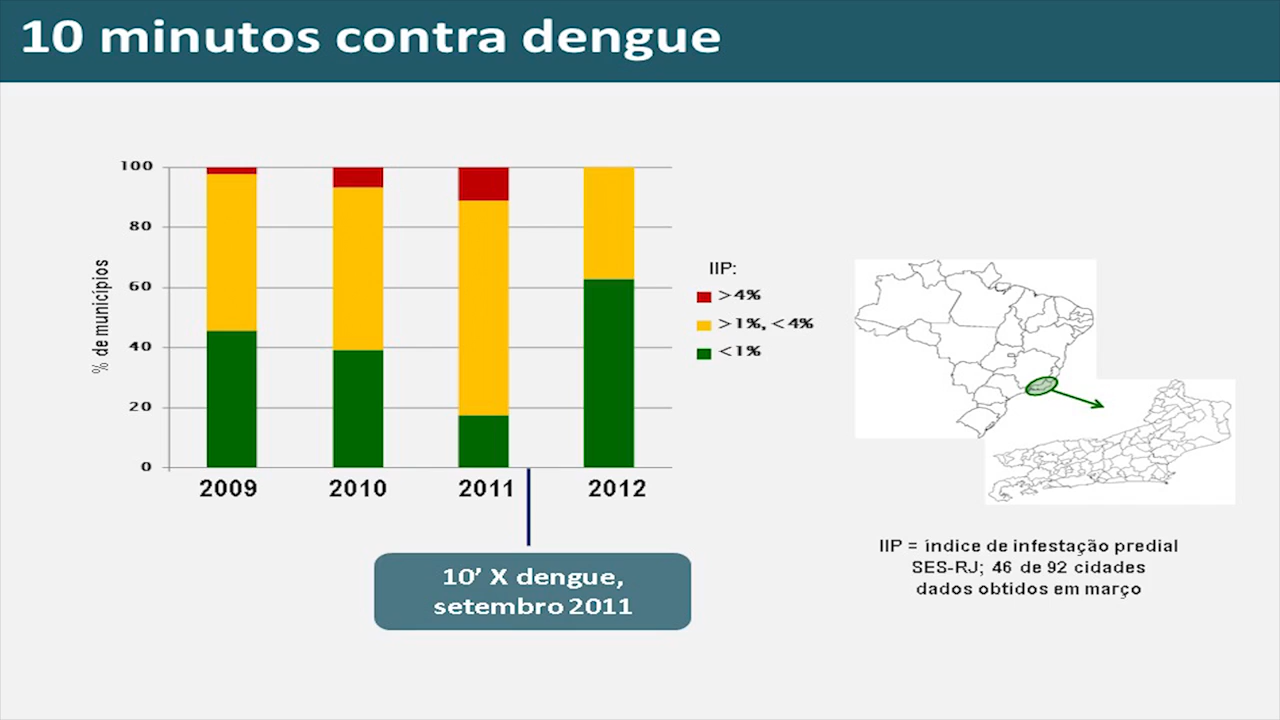 10 minutos contra dengue
100
80
60
40
20
0
% de municípios
2009
2010
2011
2012
IIP:
>4%
>1%, <4%
<1%
10’ X dengue,
setembro 2011
IIP = índice de infestação predial
SES-RJ; 46 de 92 cidades
dados obtidos em março